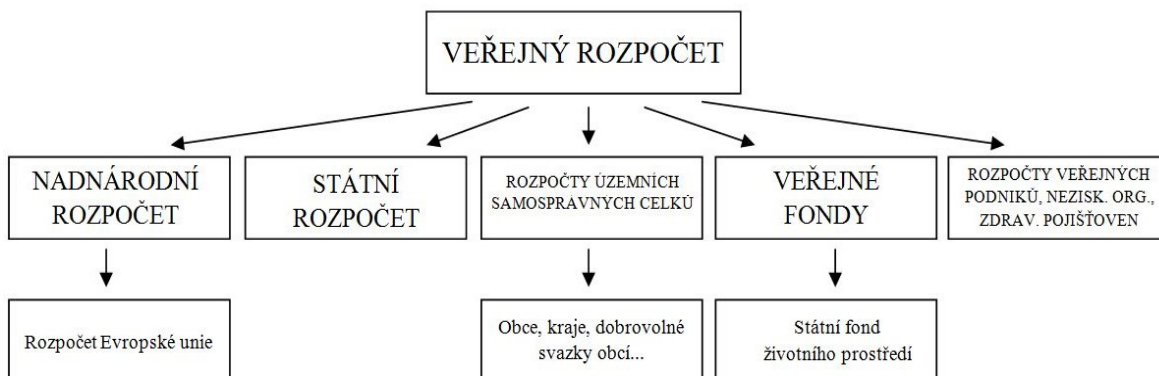 VEŘEJNÝ ROZPOČET
NADNÁRODNÍ
ROZPOČET
STÁTNÍ
ROZPOČET
ROZPOČTY ÚZEMNÍCH
SAMOSPRÁVNÝCH CELKŮ
VEŘEJNÉ
FONDY
ROZPOČTY VEŘEJNÝCH
PODNIKŮ, NEZISK. ORG.,
ZDRAV. POJIŠŤOVEN
Rozpočet Evropské unie
Obce, kraje, dobrovolné
svazky obcí...
Státní fond
životního prostředí